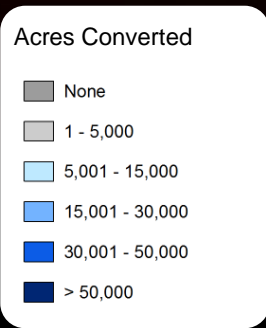 Acres Converted
None
1 - 5,000
5,001 - 15,000
15,001 - 30,000
30,001 - 50,000
> 50,000